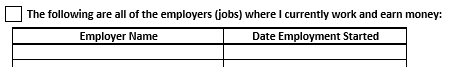 The following are all of the employers (jobs) where I currently work and earn money:
Employer Name Date Employment Started